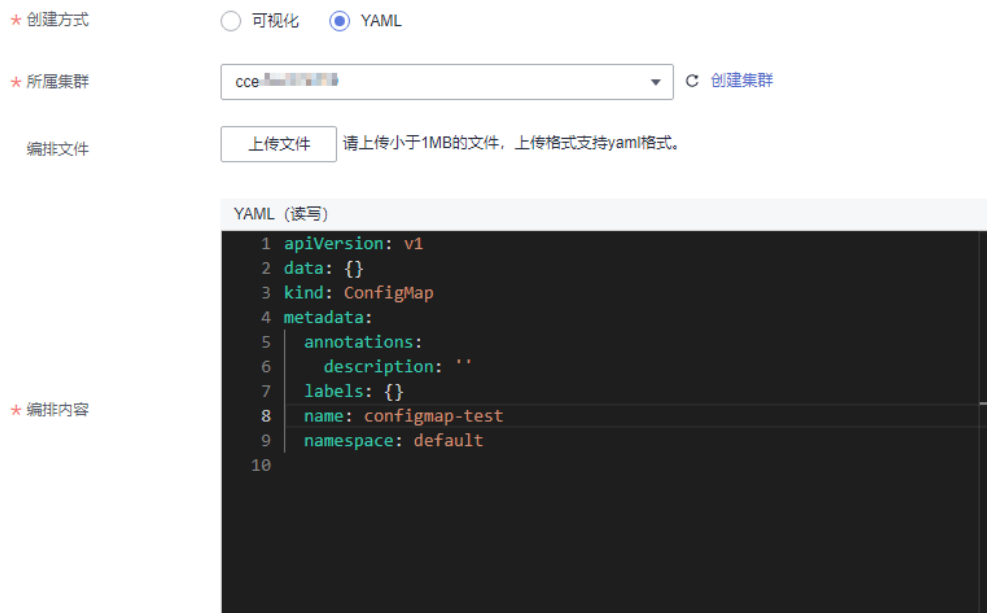 * 创建方式 可视化 YAML
* 所属集群 cce 创建集群
编排文件 上传文件 请上传小于1MB的文件，上传格式支持yaml格式。
YAML（读写）
1 apiVersion: v1
2 data: {}
3 kind: ConfigMap
4 metadata:
5   annotations:
6     description: ''
7   labels: {}
* 编排内容
8   name: configmap-test
9   namespace: default
10